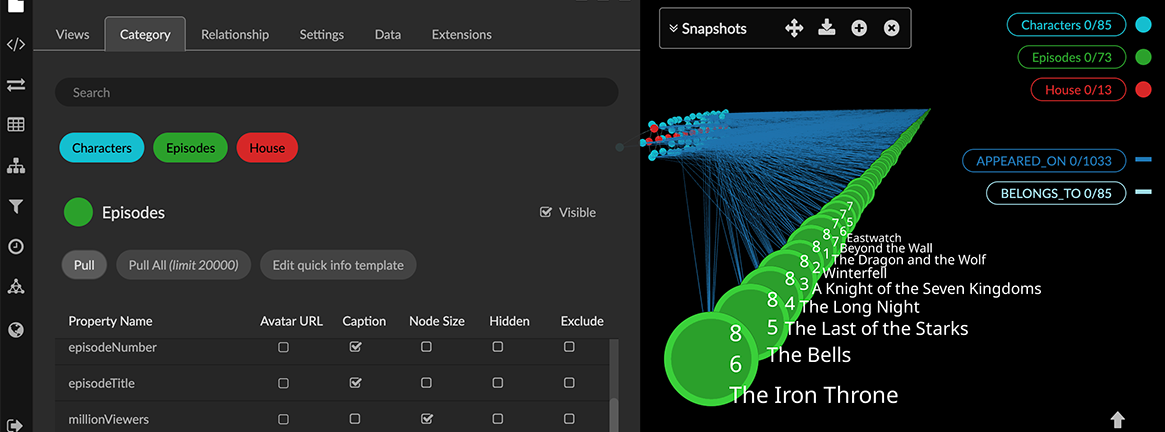 Views Category Relationship Settings Data Extensions
Search
Characters Episodes House
Episodes
Visible
Pull Pull All (limit 20000) Edit quick info template
Property Name Avatar URL Caption Node Size Hidden Exclude
episodeNumber
episodeTitle
millionViewers
Snapshots
Characters 0/85
Episodes 0/73
House 0/13
APPEARED_ON 0/1033
BELONGS_TO 0/85
7
7 5
7 6 Eastwatch
8 7 Beyond the Wall
8 1 The Dragon and the Wolf
8 2 Winterfell
8 3 A Knight of the Seven Kingdoms
8 4 The Long Night
8 5 The Last of the Starks
8
6 The Bells
The Iron Throne